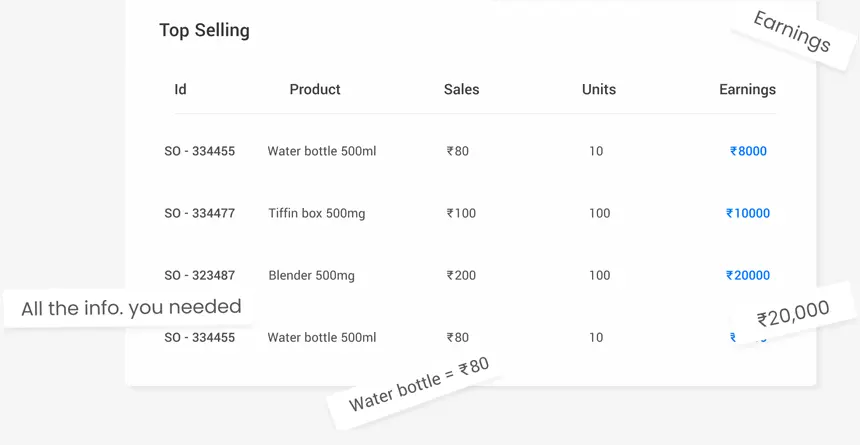 Top Selling
Earnings
Id Product Sales Units Earnings
SO - 334455 Water bottle 500ml ₹80 10 ₹8000
SO - 334477 Tiffin box 500mg ₹100 100 ₹10000
SO - 323487 Blender 500mg ₹200 100 ₹20000
All the info. you needed
₹20,000
SO - 334455 Water bottle 500ml ₹80 10
Water bottle = ₹80